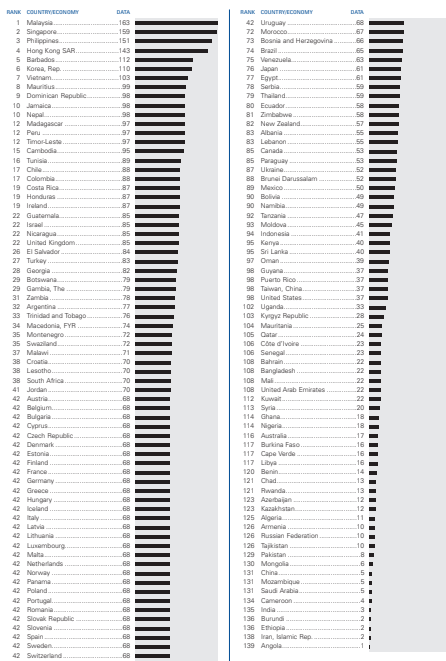 RANK COUNTRY/ECONOMY DATA
1 Malaysia 163
2 Singapore 159
3 Philippines 151
4 Hong Kong SAR 143
5 Barbados 112
6 Korea, Rep. 110
7 Vietnam 103
8 Mauritius 99
9 Dominican Republic 98
10 Jamaica 98
10 Nepal 98
12 Madagascar 97
12 Peru 97
12 Timor-Leste 97
15 Cambodia 95
16 Tunisia 89
17 Chile 88
17 Colombia 88
19 Costa Rica 87
19 Honduras 87
19 Ireland 87
22 Guatemala 85
22 Israel 85
22 Nicaragua 85
22 United Kingdom 85
26 El Salvador 84
27 Turkey 83
28 Georgia 82
29 Botswana 79
29 Gambia, The 79
31 Zambia 78
32 Argentina 77
33 Trinidad and Tobago 76
34 Macedonia, FYR 74
35 Montenegro 72
35 Swaziland 72
37 Malawi 71
38 Croatia 70
38 Lesotho 70
38 South Africa 70
41 Jordan 70
42 Austria 68
42 Belgium 68
42 Bulgaria 68
42 Cyprus 68
42 Czech Republic 68
42 Denmark 68
42 Estonia 68
42 Finland 68
42 France 68
42 Germany 68
42 Greece 68
42 Hungary 68
42 Iceland 68
42 Italy 68
42 Latvia 68
42 Lithuania 68
42 Luxembourg 68
42 Malta 68
42 Netherlands 68
42 Norway 68
42 Panama 68
42 Poland 68
42 Portugal 68
42 Romania 68
42 Slovak Republic 68
42 Slovenia 68
42 Spain 68
42 Sweden 68
42 Switzerland 68
RANK COUNTRY/ECONOMY DATA
42 Uruguay 68
72 Morocco 67
73 Bosnia and Herzegovina 66
74 Brazil 65
75 Venezuela 63
76 Japan 61
77 Egypt 61
78 Serbia 59
79 Thailand 59
80 Ecuador 58
81 Zimbabwe 58
82 New Zealand 57
83 Albania 55
83 Lebanon 55
85 Canada 53
85 Paraguay 53
87 Ukraine 52
88 Brunei Darussalam 52
89 Mexico 50
90 Bolivia 49
90 Namibia 49
92 Tanzania 47
93 Moldova 45
94 Indonesia 41
95 Kenya 40
95 Sri Lanka 40
97 Oman 39
98 Guyana 37
98 Puerto Rico 37
98 Taiwan, China 37
98 United States 37
102 Uganda 33
103 Kyrgyz Republic 28
104 Mauritania 25
105 Qatar 24
106 Côte d'Ivoire 23
106 Senegal 23
108 Bahrain 22
108 Bangladesh 22
108 Mali 22
108 United Arab Emirates 22
112 Kuwait 22
113 Syria 20
114 Ghana 18
114 Nigeria 18
116 Australia 17
117 Burkina Faso 16
117 Cape Verde 16
117 Libya 16
120 Benin 14
121 Chad 13
121 Rwanda 13
123 Azerbaijan 12
123 Kazakhstan 12
125 Algeria 11
126 Armenia 10
126 Russian Federation 10
126 Tajikistan 10
129 Pakistan 8
130 Mongolia 6
131 China 5
131 Mozambique 5
131 Saudi Arabia 5
134 Cameroon 4
135 India 3
136 Burundi 2
136 Ethiopia 2
138 Iran, Islamic Rep. 2
139 Angola 1